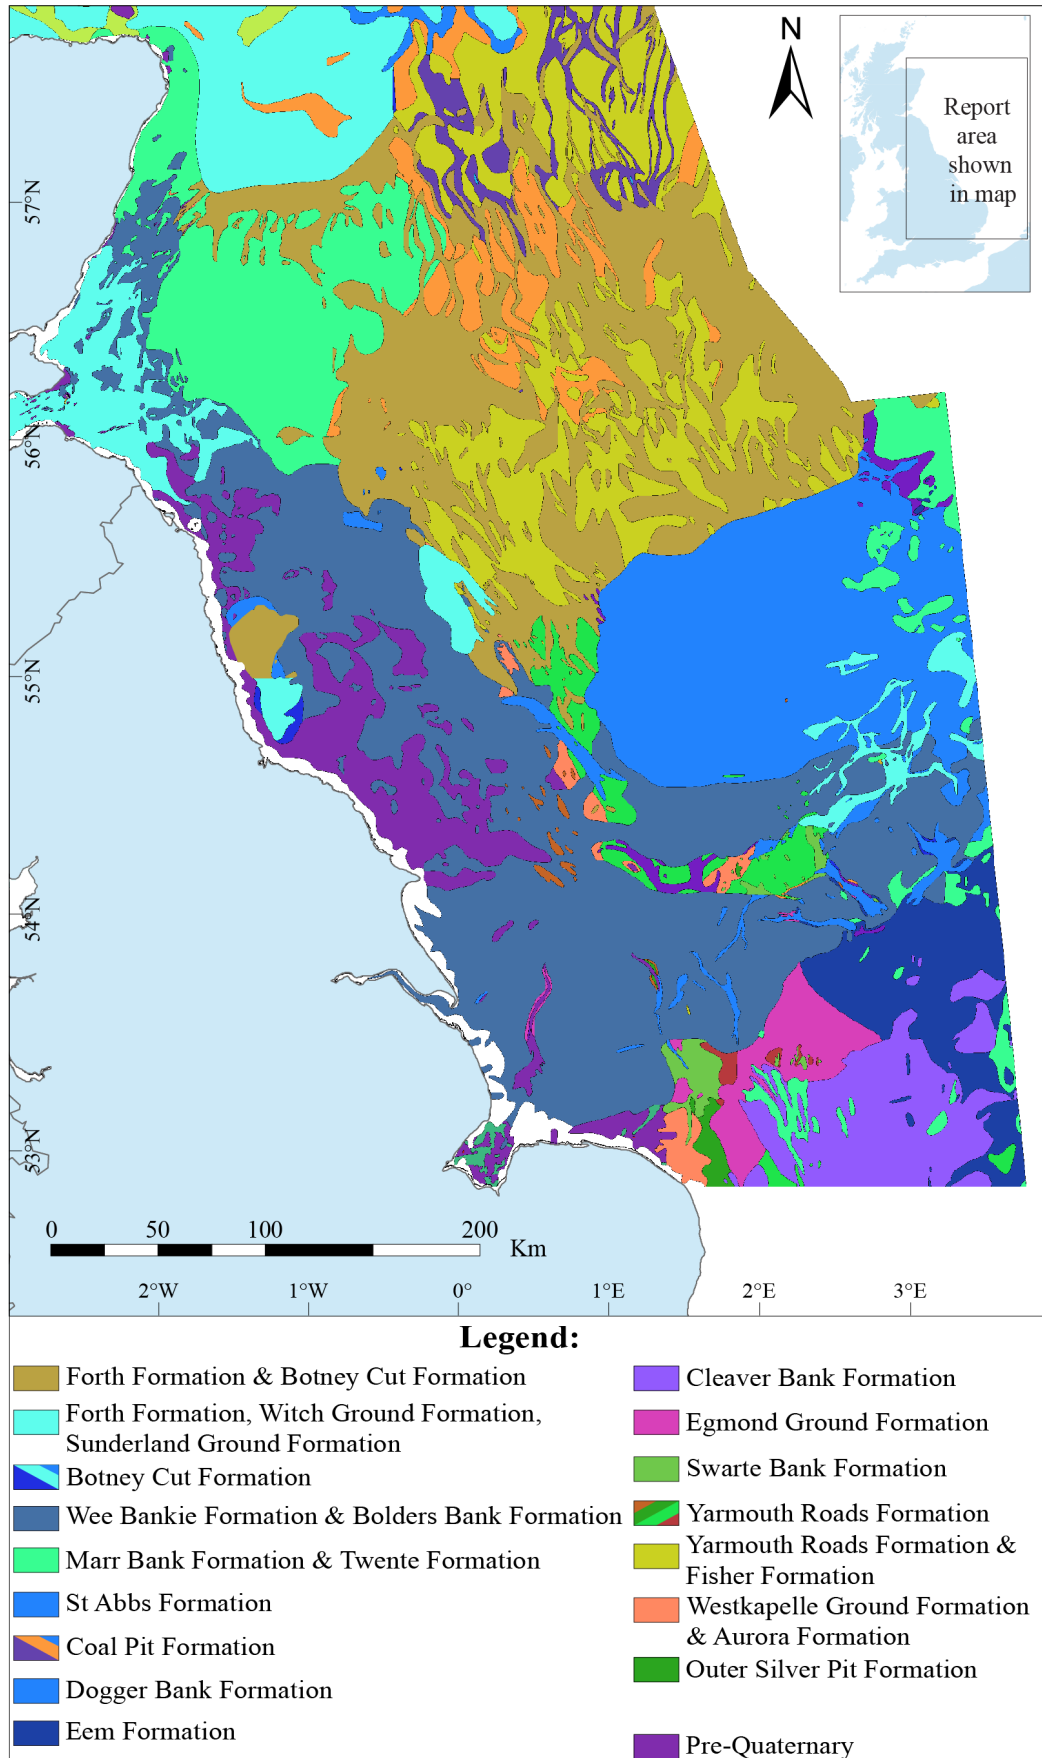 N
Report
area
shown
in map
57°N
56°N
55°N
54°N
53°N
0 50 100 200
Km
2°W 1°W 0° 1°E 2°E 3°E
Legend:
Forth Formation & Botney Cut Formation
Forth Formation, Witch Ground Formation,
Sunderland Ground Formation
Botney Cut Formation
Wee Bankie Formation & Bolders Bank Formation
Marr Bank Formation & Twente Formation
St Abbs Formation
Coal Pit Formation
Dogger Bank Formation
Eem Formation
Cleaver Bank Formation
Egmond Ground Formation
Swarte Bank Formation
Yarmouth Roads Formation
Yarmouth Roads Formation &
Fisher Formation
Westkapelle Ground Formation
& Aurora Formation
Outer Silver Pit Formation
Pre-Quaternary